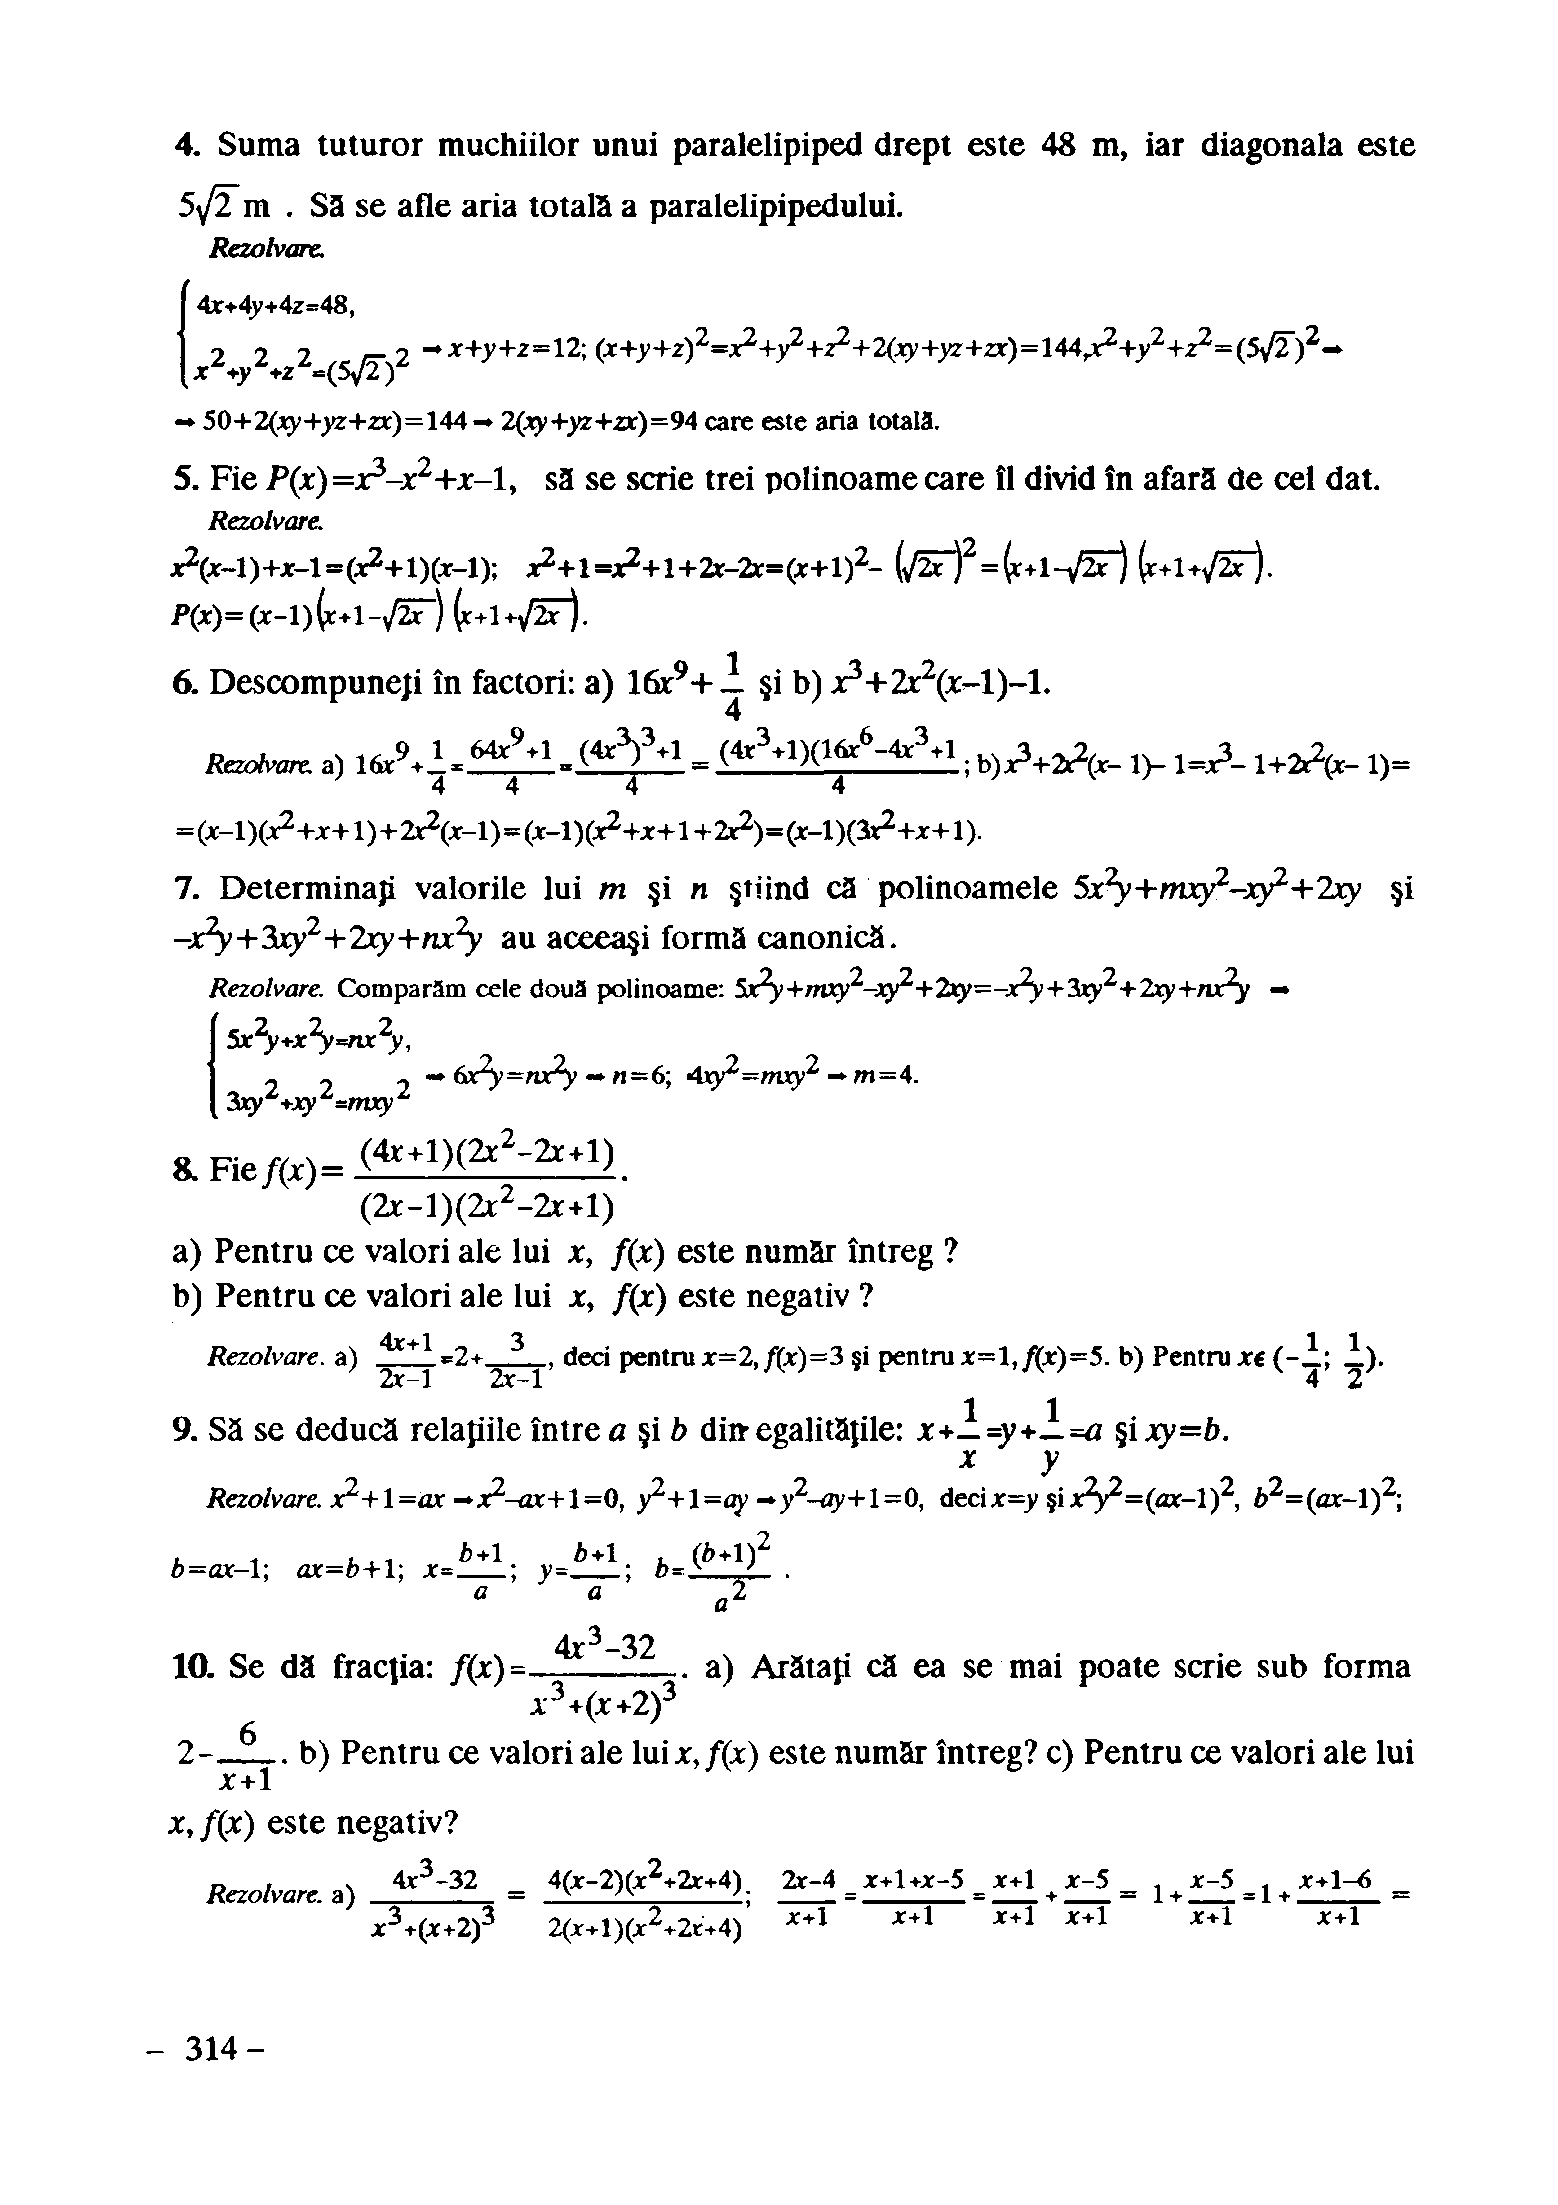 4. Suma tuturor muchiilor unui paralelipiped drept este 48 m, iar diagonala este
5√2 m . Să se afle aria totală a paralelipipedului.
Rezolvare.
{ 4x+4y+4z=48,
x²+y²+z²=(5√2)² → x+y+z=12; (x+y+z)²=x²+y²+z²+2(xy+yz+zx)=144,x²+y²+z²=(5√2)²→
→ 50+2(xy+yz+zx)=144 → 2(xy+yz+zx)=94 care este aria totală.
5. Fie P(x)=x³-x²+x-1, să se scrie trei polinoame care îl divid în afară de cel dat.
Rezolvare.
x²(x-1)+x-1=(x²+1)(x-1); x²+1=x²+1+2x-2x=(x+1)²- (√2x)²=(x+1-√2x)(x+1+√2x).
P(x)=(x-1)(x+1-√2x)(x+1+√2x).
6. Descompuneți în factori: a) 16x⁹+1/4 și b) x³+2x²(x-1)-1.
Rezolvare. a) 16x⁹+1/4=(64x⁹+1)/4=((4x³)³+1)/4=(4x³+1)(16x⁶-4x³+1/4; b)x³+2x²(x-1)-1=x³-1+2x²(x-1)=
=(x-1)(x²+x+1)+2x²(x-1)=(x-1)(x²+x+1+2x²)=(x-1)(3x²+x+1).
7. Determinați valorile lui m și n știind că polinoamele 5x²y+mxy²-xy²+2xy și
-x²y+3xy²+2xy+nx²y au aceeași formă canonică.
Rezolvare. Comparăm cele două polinoame: 5x²y+mxy²-xy²+2xy=-x²y+3xy²+2xy+nx²y →
{ 5x²y+x²y=nx²y,
3xy²+xy²=mxy² → 6x²y=nx²y → n=6; 4xy²=mxy² → m=4.
8. Fie f(x)= (4x+1)(2x²-2x+1)/(2x-1)(2x²-2x+1).
a) Pentru ce valori ale lui x, f(x) este număr întreg ?
b) Pentru ce valori ale lui x, f(x) este negativ ?
Rezolvare. a) (4x+1)/(2x-1)=2+3/(2x-1), deci pentru x=2, f(x)=3 și pentru x=1, f(x)=5. b) Pentru x∈(-1/4; 1/2).
9. Să se deducă relațiile între a și b din egalitățile: x+1/x=y+1/y=a și xy=b.
Rezolvare. x²+1=ax →x²-ax+1=0, y²+1=ay →y²-ay+1=0, deci x=y și x²y²=(ax-1)², b²=(ax-1)²;
b=ax-1; ax=b+1; x=(b+1)/a; y=(b+1)/a; b=(b+1)²/a² .
10. Se dă fracția: f(x)=(4x³-32)/(x³+(x+2)³). a) Arătați că ea se mai poate scrie sub forma
2-6/(x+1). b) Pentru ce valori ale lui x, f(x) este număr întreg? c) Pentru ce valori ale lui
x, f(x) este negativ?
Rezolvare. a) (4x³-32)/(x³+(x+2)³) = 4(x-2)(x²+2x+4)/2(x+1)(x²+2x+4); (2x-4)/(x+1)=(x+1+x-5)/(x+1)=(x+1)/(x+1)+(x-5)/(x+1)=1+(x-5)/(x+1)=1+(x+1-6)/(x+1)=
- 314 -